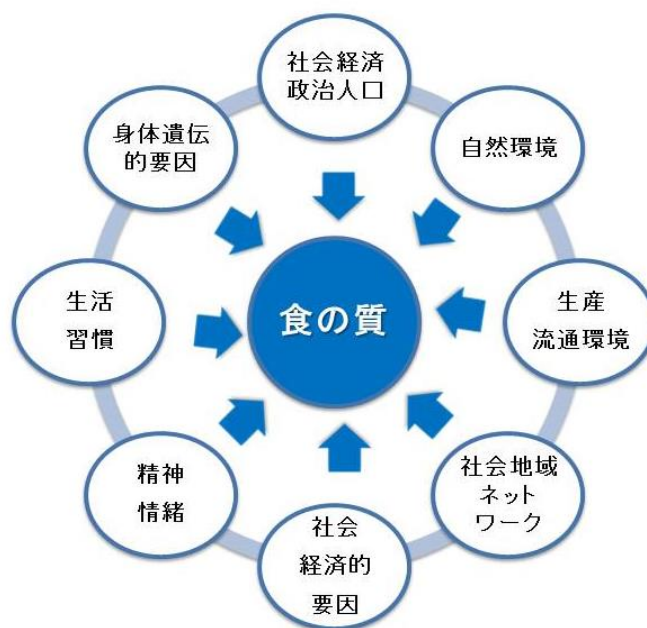 社会経済
政治人口
自然環境
生産
流通環境
社会地域
ネット
ワーク
社会
経済的
要因
精神
情緒
生活
習慣
身体遺伝
的要因
食の質